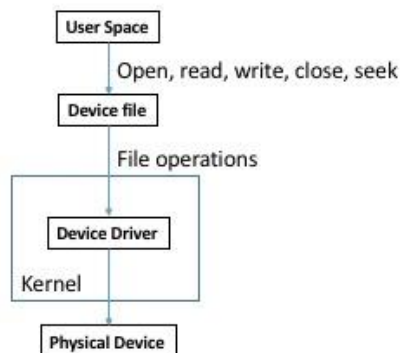 User Space
Open, read, write, close, seek
Device file
File operations
Device Driver
Kernel
Physical Device